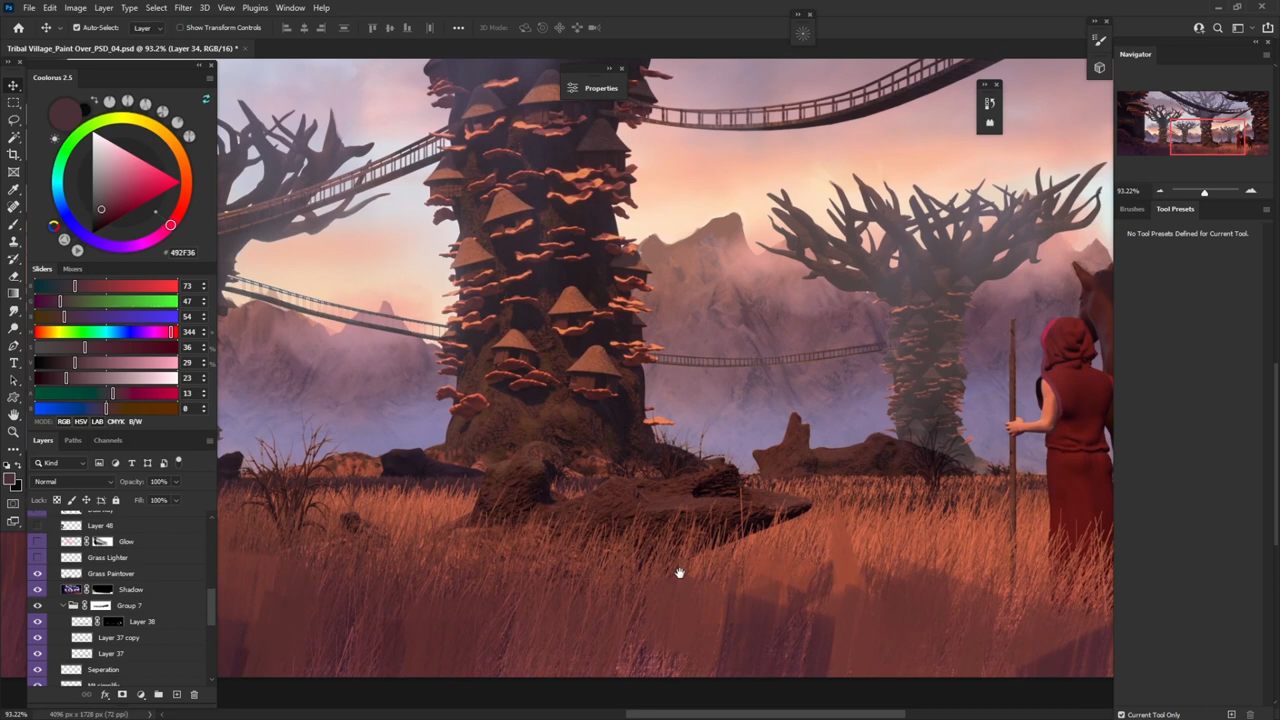 Ps File Edit Image Layer Type Select Filter 3D View Plugins Window Help
Auto-Select: Layer Show Transform Controls 3D Mode:
Tribal Village_Paint Over_PSD_04.psd @ 93.2% (Layer 34, RGB/16) *
Coolorus 2.5
# 492F36
Sliders Mixers
73
47
54
344
36 %
29 %
23
13
0
MODE: RGB HSV LAB CMYK B/W
Layers Paths Channels
Kind
Normal Opacity: 100%
Lock: Fill: 100%
Layer 48
Glow
Grass Lighter
Grass Paintover
Shadow
Group 7
Layer 38
Layer 37 copy
Layer 37
Seperation
93.22% 4096 px x 1728 px (72 ppi)
Properties
Navigator
93.22%
Brushes Tool Presets
No Tool Presets Defined for Current Tool.
Current Tool Only